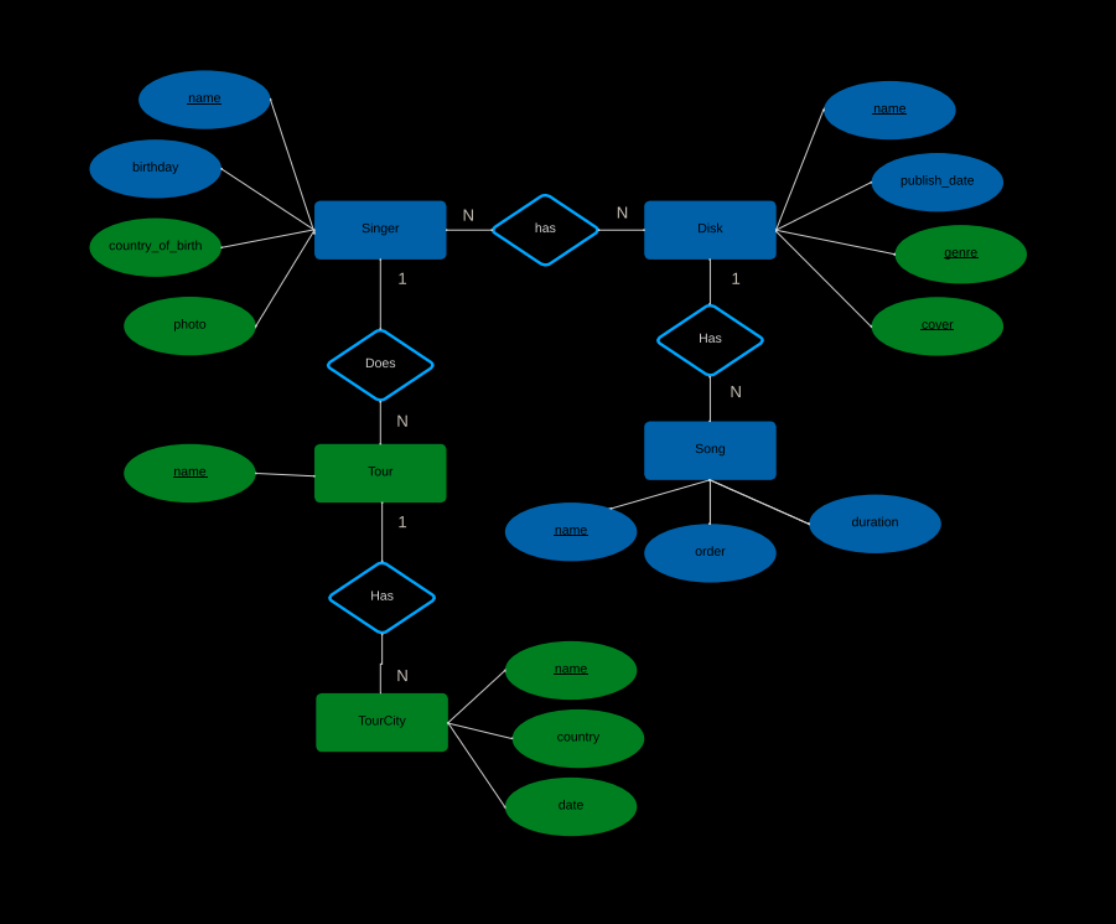 name
name
birthday
publish_date
N
N
Singer
has
Disk
country_of_birth
genre
1
1
photo
cover
Has
Does
N
N
Song
name
Tour
1
name
order
duration
Has
name
N
TourCity
country
date